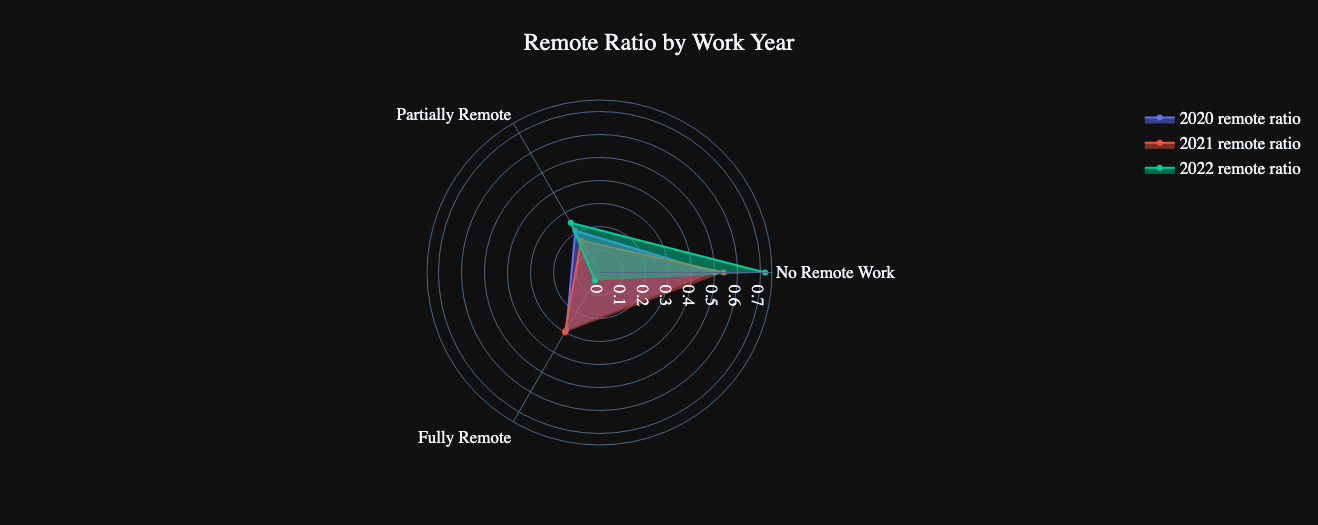 Remote Ratio by Work Year
Partially Remote
2020 remote ratio
2021 remote ratio
2022 remote ratio
No Remote Work
0
0.1
0.2
0.3
0.4
0.5
0.6
0.7
Fully Remote